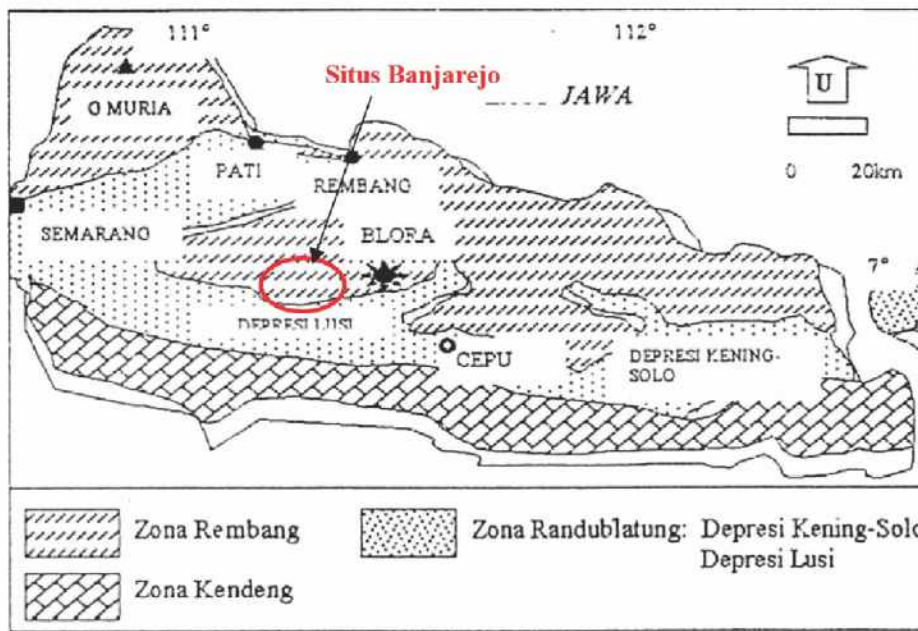 111°
112°
Situs Banjarejo
JAWA
U
G MURIA
0 20km
PATI
REMBANG
SEMARANG
BLORA
7°
DEPRESI LUSI
CEPU
DEPRESI KENING-
SOLO
Zona Rembang
Zona Kendeng
Zona Randublatung: Depresi Kening-Solo
Depresi Lusi